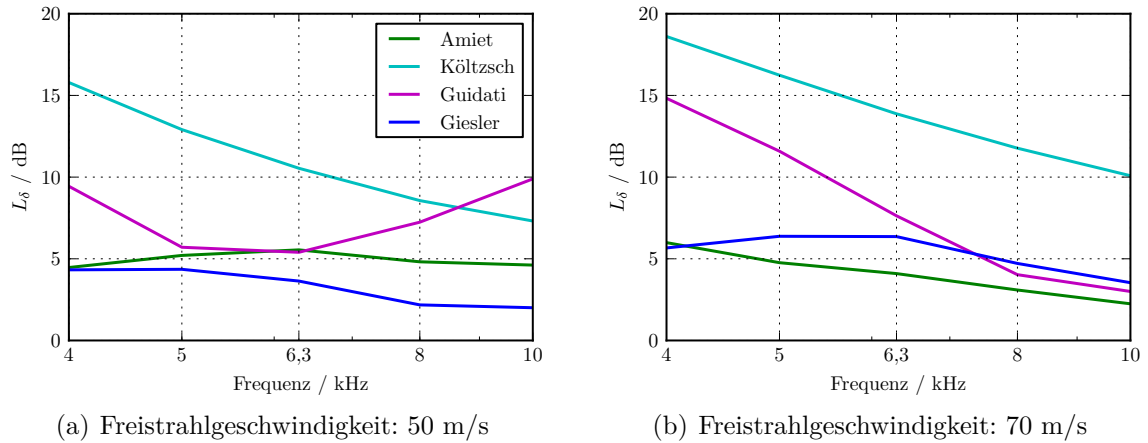 20
15
10
5
0
L_δ / dB
4
5
6,3
8
10
Frequenz / kHz
Amiet
Költzsch
Guidati
Giesler
(a) Freistrahlgeschwindigkeit: 50 m/s
20
15
10
5
0
L_δ / dB
4
5
6,3
8
10
Frequenz / kHz
(b) Freistrahlgeschwindigkeit: 70 m/s